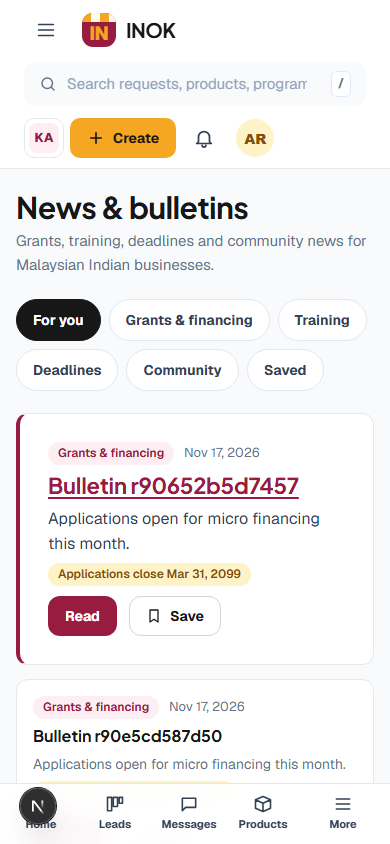 IN INOK
Search requests, products, program
/
KA
+ Create
AR
News & bulletins
Grants, training, deadlines and community news for
Malaysian Indian businesses.
For you
Grants & financing
Training
Deadlines
Community
Saved
Grants & financing Nov 17, 2026
Bulletin r90652b5d7457
Applications open for micro financing
this month.
Applications close Mar 31, 2099
Read
Save
Grants & financing Nov 17, 2026
Bulletin r90e5cd587d50
Applications open for micro financing this month.
N
Home
Leads
Messages
Products
More